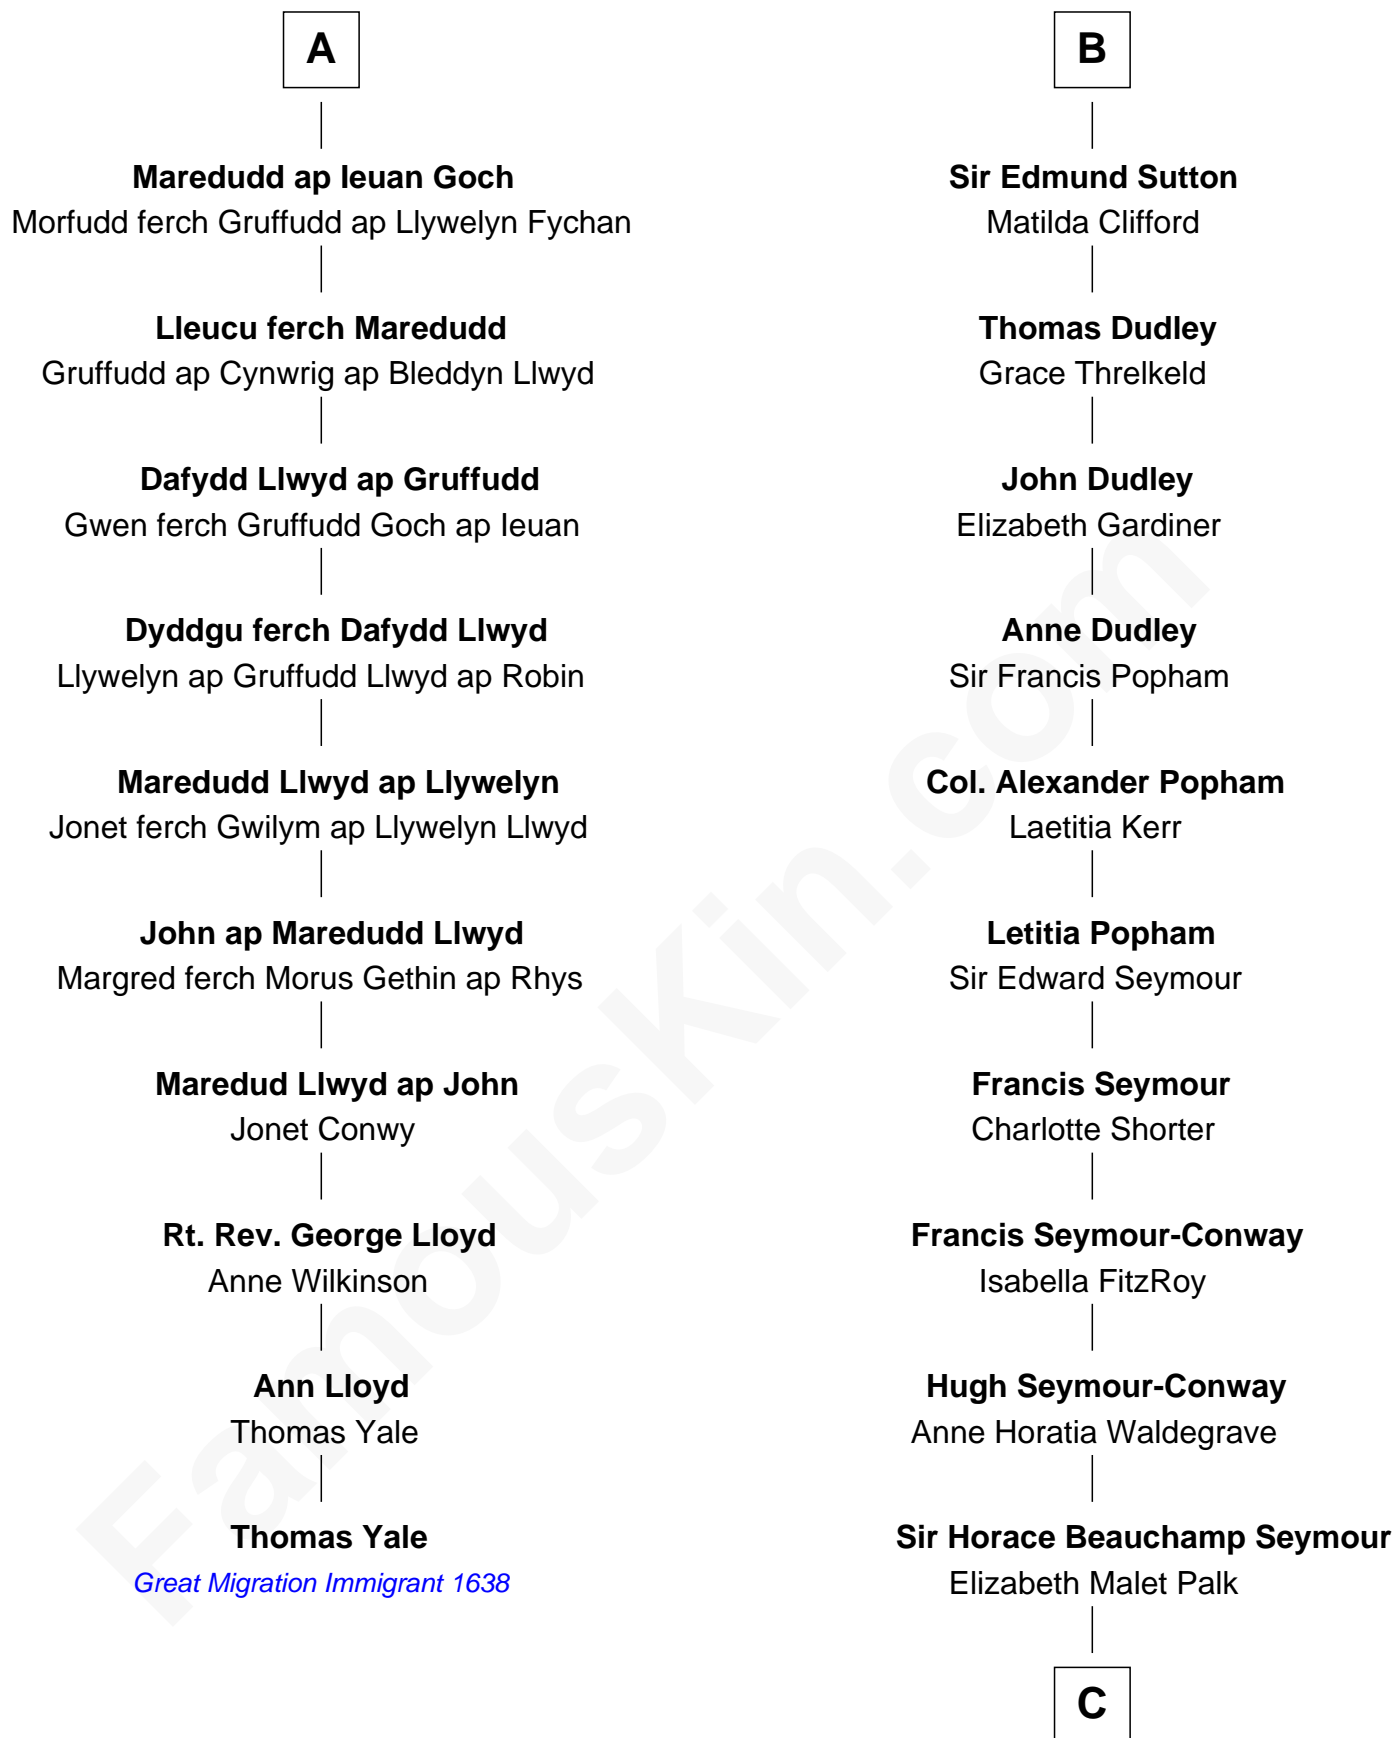 A
Maredudd ap Ieuan Goch
Morfudd ferch Gruffudd ap Llywelyn Fychan
Lleucu ferch Maredudd
Gruffudd ap Cynwrig ap Bleddyn Llwyd
Dafydd Llwyd ap Gruffudd
Gwen ferch Gruffudd Goch ap Ieuan
Dyddgu ferch Dafydd Llwyd
Llywelyn ap Gruffudd Llwyd ap Robin
Maredudd Llwyd ap Llywelyn
Jonet ferch Gwilym ap Llywelyn Llwyd
John ap Maredudd Llwyd
Margred ferch Morus Gethin ap Rhys
Maredud Llwyd ap John
Jonet Conwy
Rt. Rev. George Lloyd
Anne Wilkinson
Ann Lloyd
Thomas Yale
Thomas Yale
Great Migration Immigrant 1638
B
Sir Edmund Sutton
Matilda Clifford
Thomas Dudley
Grace Threlkeld
John Dudley
Elizabeth Gardiner
Anne Dudley
Sir Francis Popham
Col. Alexander Popham
Laetitia Kerr
Letitia Popham
Sir Edward Seymour
Francis Seymour
Charlotte Shorter
Francis Seymour-Conway
Isabella FitzRoy
Hugh Seymour-Conway
Anne Horatia Waldegrave
Sir Horace Beauchamp Seymour
Elizabeth Malet Palk
C
FamousKin.com